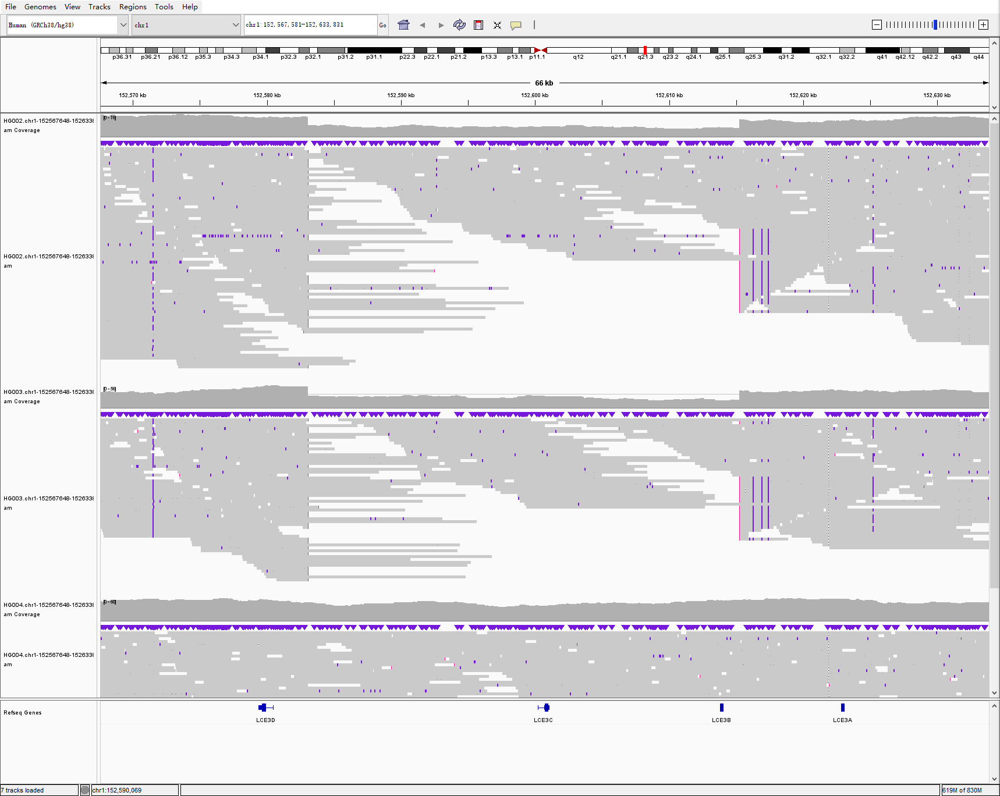 File Genomes View Tracks Regions Tools Help
Human (GRCh38/hg38) chr1 chr1:152,567,581-152,633,831 Go
p36.31 p36.21 p36.12 p35.3 p34.3 p34.1 p32.3 p32.1 p31.2 p31.1 p22.3 p22.1 p21.2 p13.3 p13.1 p11.1 q12 q21.1 q21.3 q23.2 q24.1 q25.1 q25.3 q31.2 q32.1 q32.2 q41 q42.12 q42.2 q43 q44
66 kb
152,570 kb 152,580 kb 152,590 kb 152,600 kb 152,610 kb 152,620 kb 152,630 kb
HG002.chr1-152567648-1526338
am Coverage
[0-76]
HG002.chr1-152567648-1526338
am
HG003.chr1-152567648-1526338
am Coverage
[0-56]
HG003.chr1-152567648-1526338
am
HG004.chr1-152567648-1526338
am Coverage
[0-60]
HG004.chr1-152567648-1526338
am
Refseq Genes
LCE3D LCE3C LCE3B LCE3A
7 tracks loaded chr1:152,590,069 619M of 830M